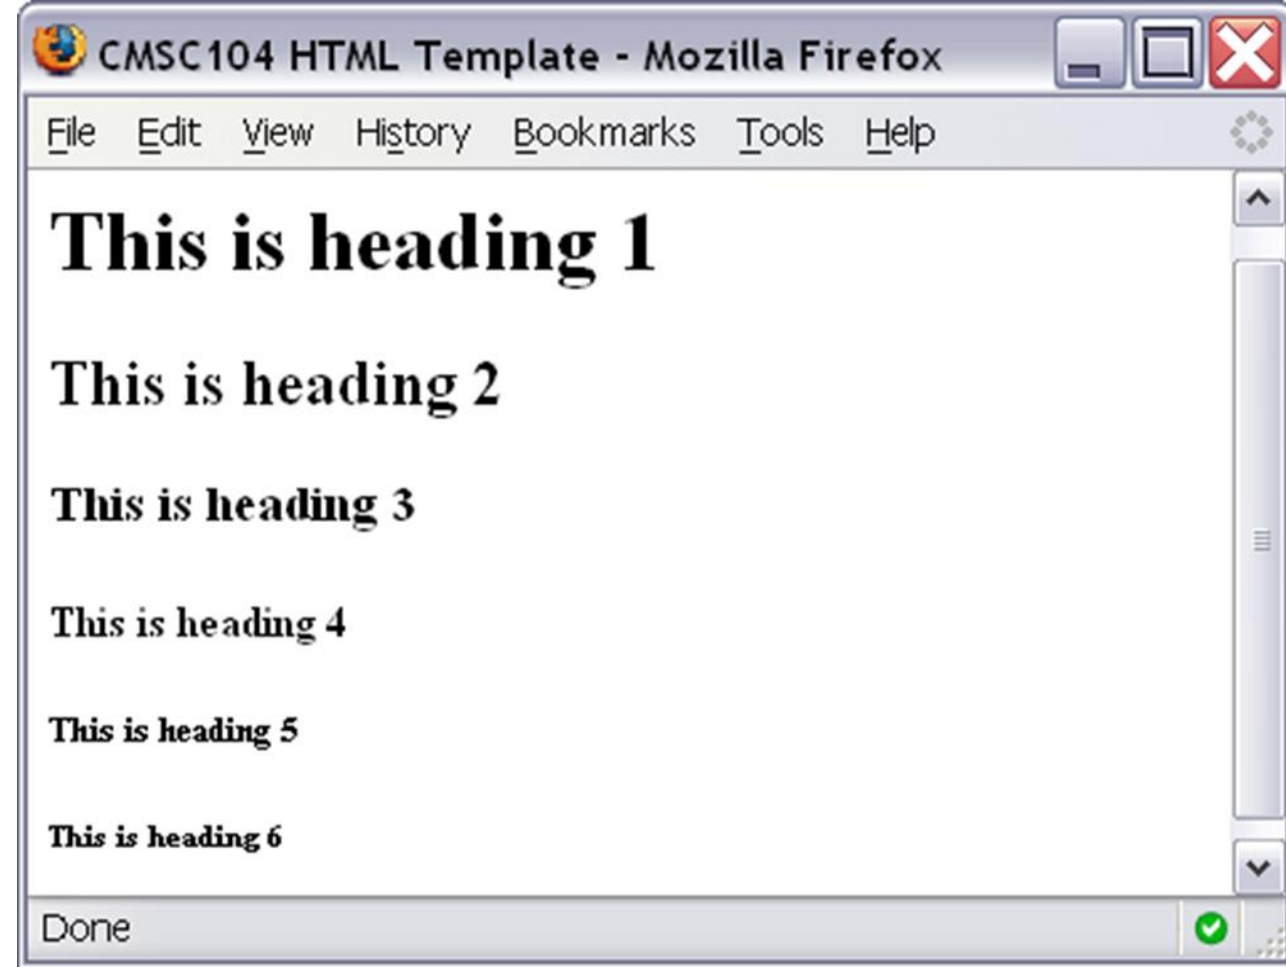 CMSC104 HTML Template - Mozilla Firefox
File Edit View History Bookmarks Tools Help
This is heading 1
This is heading 2
This is heading 3
This is heading 4
This is heading 5
This is heading 6
Done